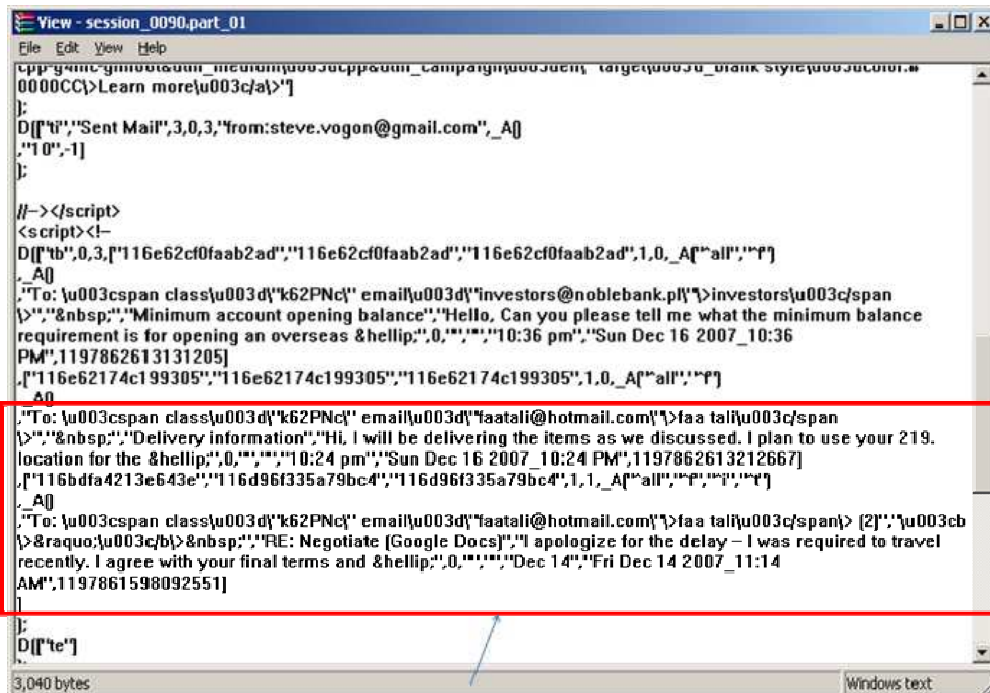 View - session_0090.part_01
File Edit View Help
0000CC\>Learn more\u003c/a\>"]
);
D(["ti","Sent Mail",3,0,3,"from:steve.vogon@gmail.com",_A()
,"10",-1]
);
//--></script>
<script><!--
D(["tb",0,3,["116e62cf0faab2ad","116e62cf0faab2ad","116e62cf0faab2ad",1,0,_A["^all","^f")
,_A()
,"To: \u003cspan class\u003d\"k62PNc\" email\u003d\"investors@noblebank.pl\"\>investors\u003c/span
\>","&nbsp;","Minimum account opening balance","Hello, Can you please tell me what the minimum balance
requirement is for opening an overseas &hellip;",0,"","","10:36 pm","Sun Dec 16 2007_10:36
PM",1197862613131205]
,["116e62174c199305","116e62174c199305","116e62174c199305",1,0,_A["^all","^f")
,_A()
,"To: \u003cspan class\u003d\"k62PNc\" email\u003d\"faatali@hotmail.com\"\>faa tali\u003c/span
\>","&nbsp;","Delivery information","Hi, I will be delivering the items as we discussed. I plan to use your 219.
location for the &hellip;",0,"","","10:24 pm","Sun Dec 16 2007_10:24 PM",1197862613212667]
,["116bdfa4213e643e","116d96f335a79bc4","116d96f335a79bc4",1,1,_A["^all","^f","^i","^t")
,_A()
,"To: \u003cspan class\u003d\"k62PNc\" email\u003d\"faatali@hotmail.com\"\>faa tali\u003c/span\> (2)","\u003cb
\>&raquo;\u003c/b\>&nbsp;","RE: Negotiate (Google Docs)","I apologize for the delay – I was required to travel
recently. I agree with your final terms and &hellip;",0,"","","Dec 14","Fri Dec 14 2007_11:14
AM",1197861598092551]
]
);
D(["te"]
3,040 bytes Windows text